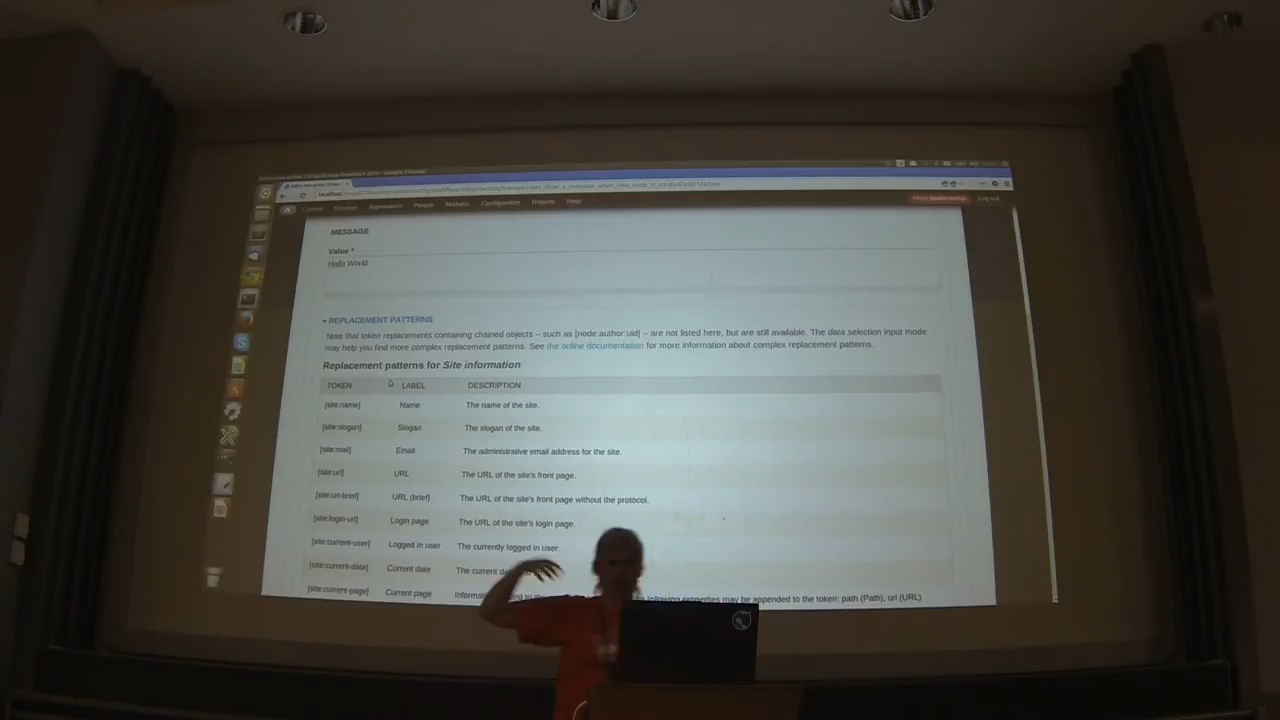 Configuration Reports Help
Log out
MESSAGE
Value *
Hallo World
REPLACEMENT PATTERNS
Note that token replacements containing chained objects – such as [node:author:uid] – are not listed here, but are still available. The data selection input mode
may help you find more complex replacement patterns. See the online documentation for more information about complex replacement patterns.
Replacement patterns for Site information
TOKEN LABEL DESCRIPTION
[site:name] Name The name of the site.
[site:slogan] Slogan The slogan of the site.
[site:mail] Email The administrative email address for the site.
[site:url] URL The URL of the site's front page.
[site:url-brief] URL (brief) The URL of the site's front page without the protocol.
[site:login-url] Login page The URL of the site's login page.
[site:current-user] Logged in user The currently logged in user.
[site:current-date] Current date The current
[site:current-page] Current page following properties may be appended to the token: path (Path), url (URL)